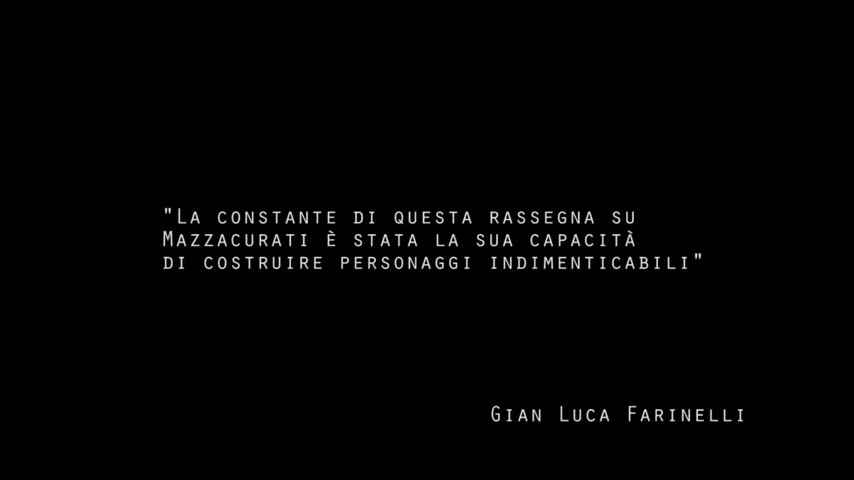 "La constante di questa rassegna su
Mazzacurati è stata la sua capacità
di costruire personaggi indimenticabili"
Gian Luca Farinelli